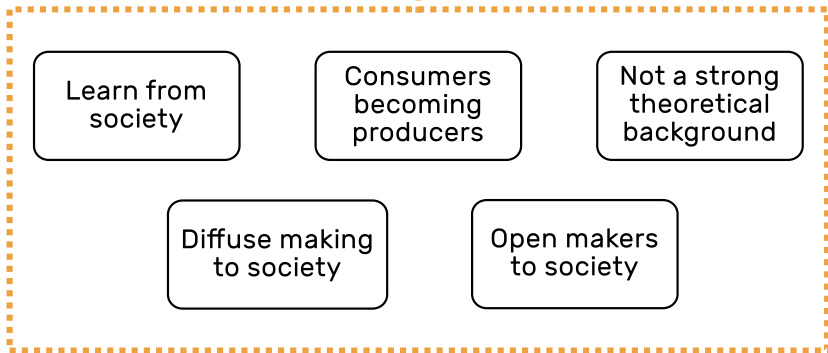 Learn from
society
Consumers
becoming
producers
Not a strong
theoretical
background
Diffuse making
to society
Open makers
to society